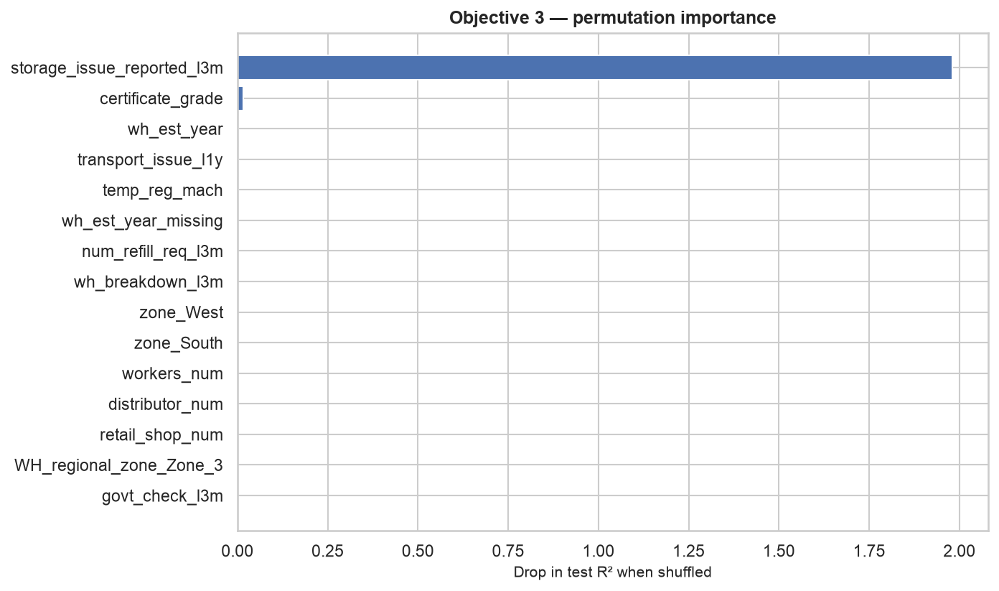 Objective 3 — permutation importance
storage_issue_reported_l3m
certificate_grade
wh_est_year
transport_issue_l1y
temp_reg_mach
wh_est_year_missing
num_refill_req_l3m
wh_breakdown_l3m
zone_West
zone_South
workers_num
distributor_num
retail_shop_num
WH_regional_zone_Zone_3
govt_check_l3m
0.00 0.25 0.50 0.75 1.00 1.25 1.50 1.75 2.00
Drop in test R² when shuffled